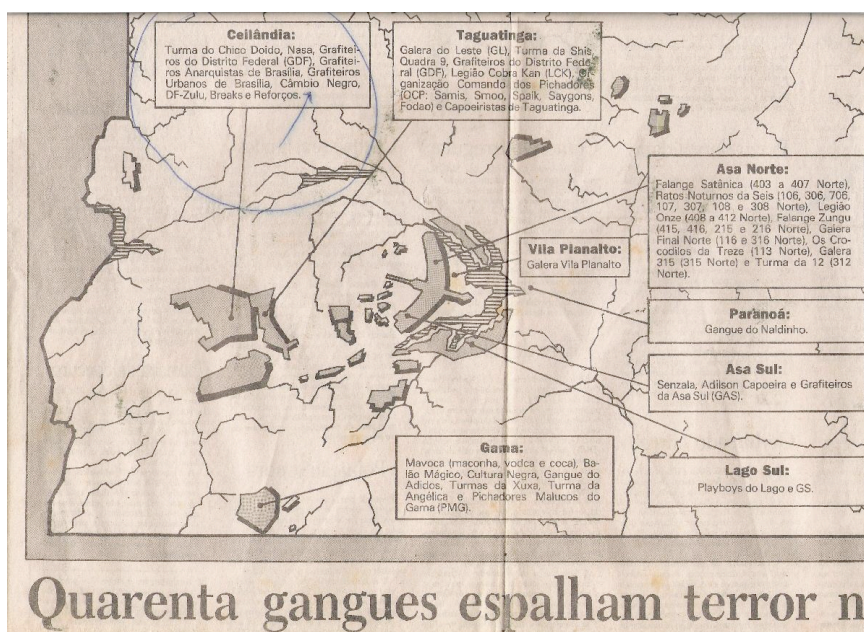 Ceilândia:
Turma do Chico Doido, Nasa, Grafitei-
ros do Distrito Federal (GDF), Grafitei-
ros Anarquistas de Brasília, Grafiteiros
Urbanos de Brasília, Câmbio Negro,
DF-Zulu, Breaks e Reforços.
Taguatinga:
Galera do Leste (GL), Turma da Shis,
Quadra 9, Grafiteiros do Distrito Fede-
ral (GDF), Legião Cobra Kan (LCK), Or-
ganização Comando dos Pichadores
(OCP: Samis, Smoo, Spaik, Saygons,
Fodao) e Capoeiristas de Taguatinga.
Asa Norte:
Falange Satânica (403 a 407 Norte),
Ratos Noturnos da Seis (106, 306, 706,
107, 307, 108 e 308 Norte), Legião
Onze (408 a 412 Norte), Falange Zungu
(415, 416, 215 e 216 Norte), Galera
Final Norte (116 e 316 Norte), Os Cro-
codilos da Treze (113 Norte), Galera
315 (315 Norte) e Turma da 12 (312
Norte).
Vila Planalto:
Galera Vila Planalto
Paranoá:
Gangue do Naldinho.
Asa Sul:
Senzala, Adilson Capoeira e Grafiteiros
da Asa Sul (GAS).
Gama:
Mavoca (maconha, vodca e coca), Ba-
lão Mágico, Cultura Negra, Gangue do
Adidos, Turmas da Xuxa, Turma da
Angélica e Pichadores Malucos do
Gama (PMG).
Lago Sul:
Playboys do Lago e GS.
Quarenta gangues espalham terror n